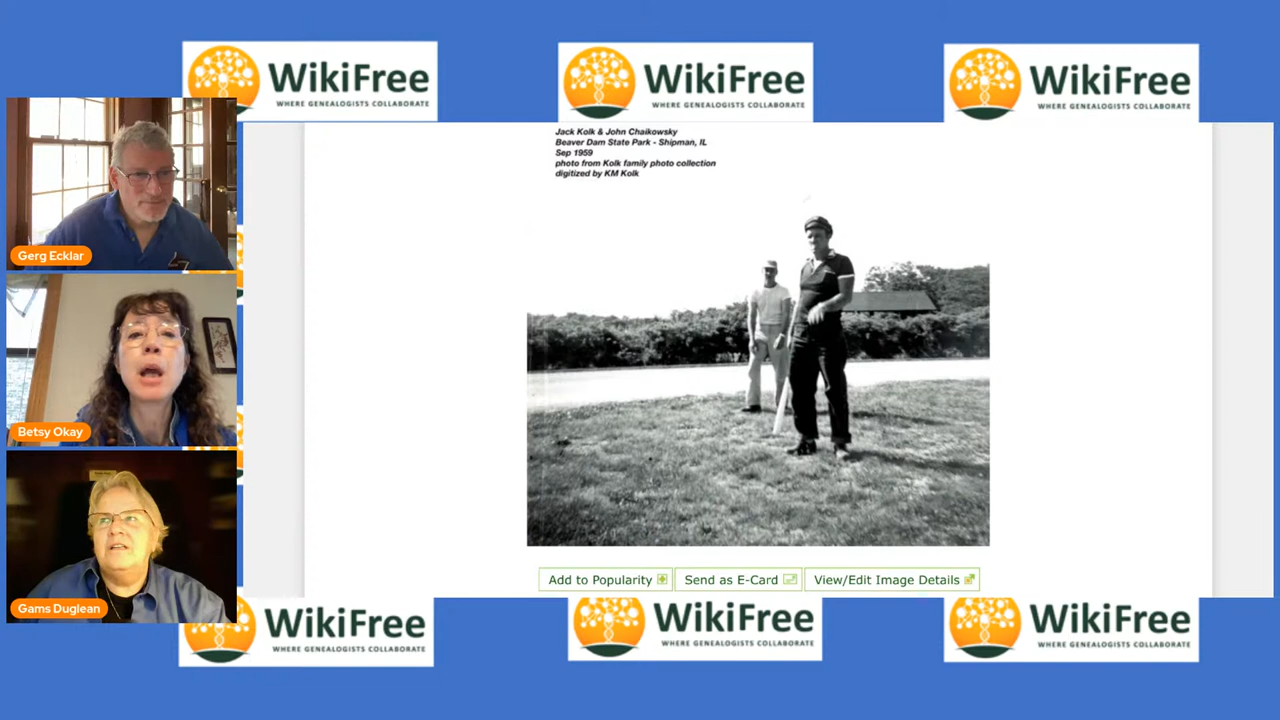 WikiFree
WHERE GENEALOGISTS COLLABORATE
WikiFree
WHERE GENEALOGISTS COLLABORATE
WikiFree
WHERE GENEALOGISTS COLLABORATE
Gerg Ecklar
Betsy Okay
Gams Duglean
Jack Kolk & John Chaikowsky
Beaver Dam State Park - Shipman, IL
Sep 1959
photo from Kolk family photo collection
digitized by KM Kolk
Add to Popularity
Send as E-Card
View/Edit Image Details
WikiFree
WHERE GENEALOGISTS COLLABORATE
WikiFree
WHERE GENEALOGISTS COLLABORATE
WikiFree
WHERE GENEALOGISTS COLLABORATE